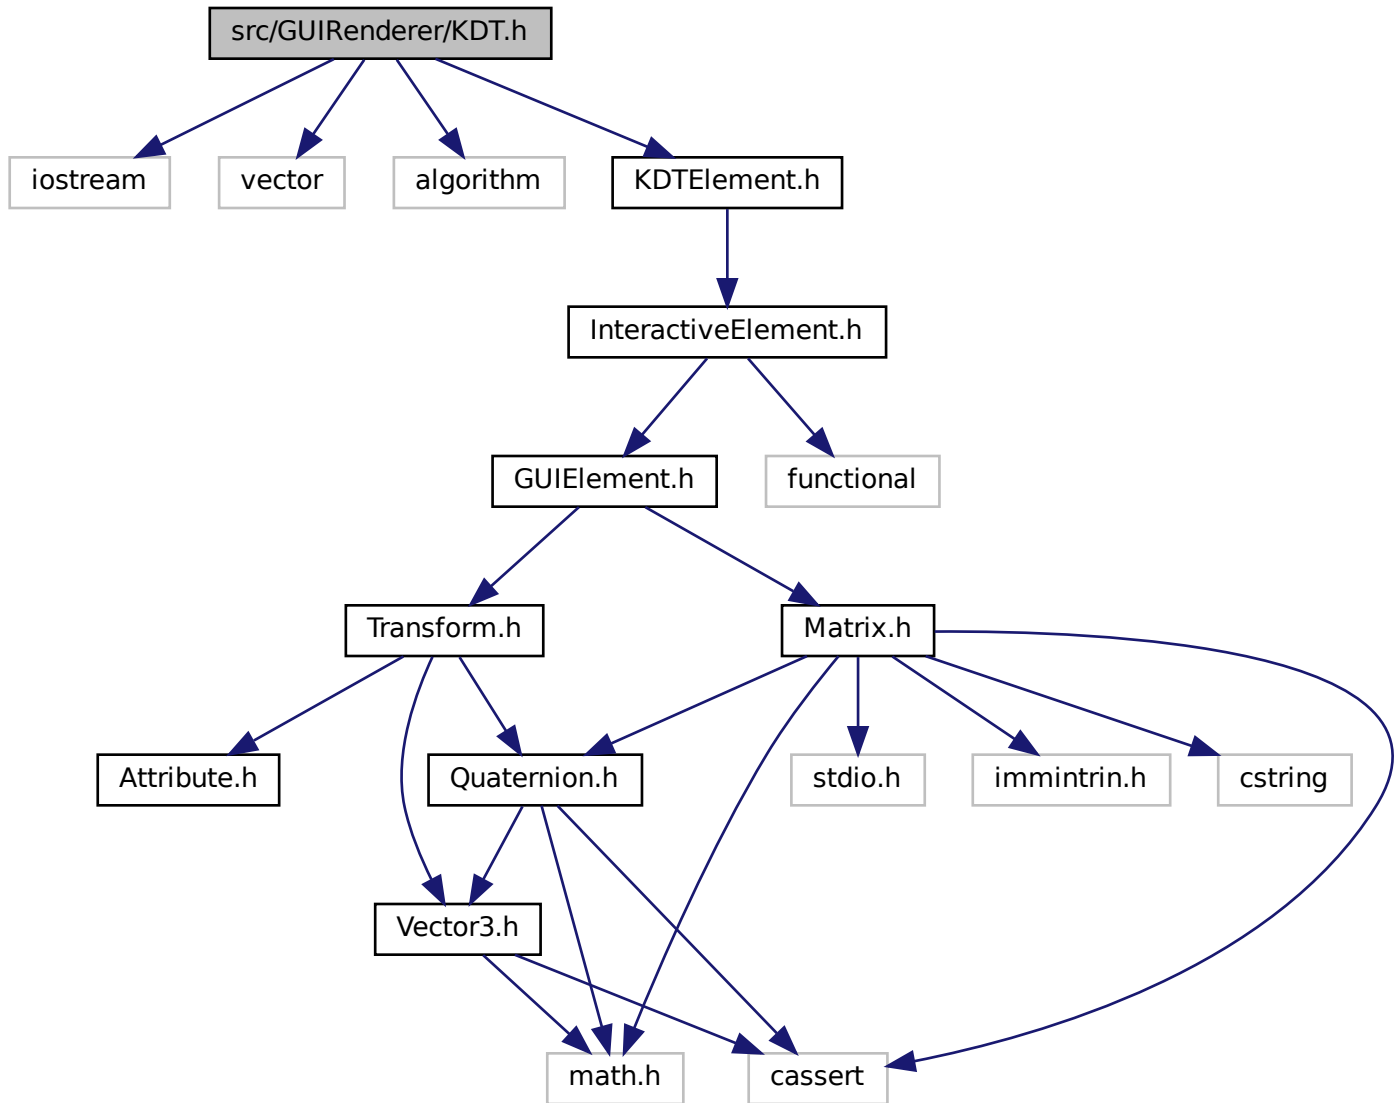 src/GUIRenderer/KDT.h
iostream
vector
algorithm
KDTElement.h
InteractiveElement.h
GUIElement.h
functional
Transform.h
Matrix.h
Attribute.h
Quaternion.h
stdio.h
immintrin.h
cstring
Vector3.h
math.h
cassert